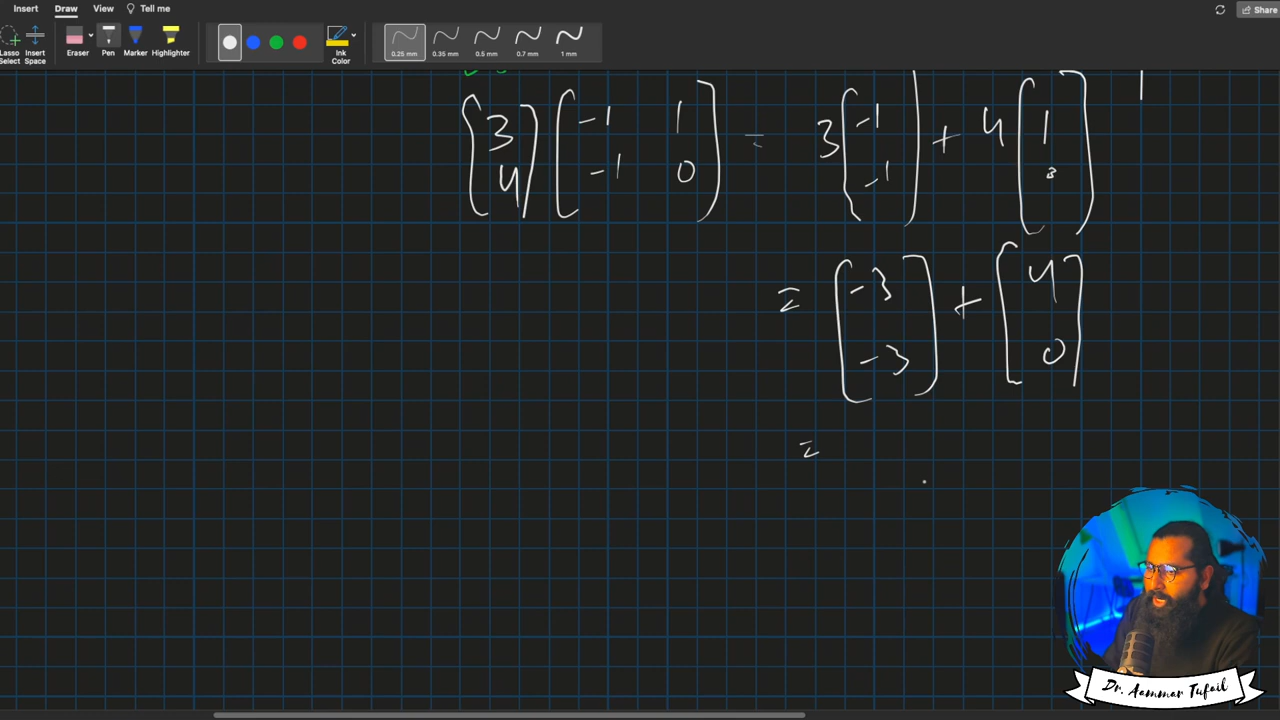 Insert Draw View Tell me Share
Lasso Select Insert Space Eraser Pen Marker Highlighter Ink Color 0.25 mm 0.35 mm 0.5 mm 0.7 mm 1 mm
[3 4] [-1 1 -1 0] = 3 [-1 -1] + 4 [1 0]
= [-3 -3] + [4 0]
=
Dr. Aammar Tufail